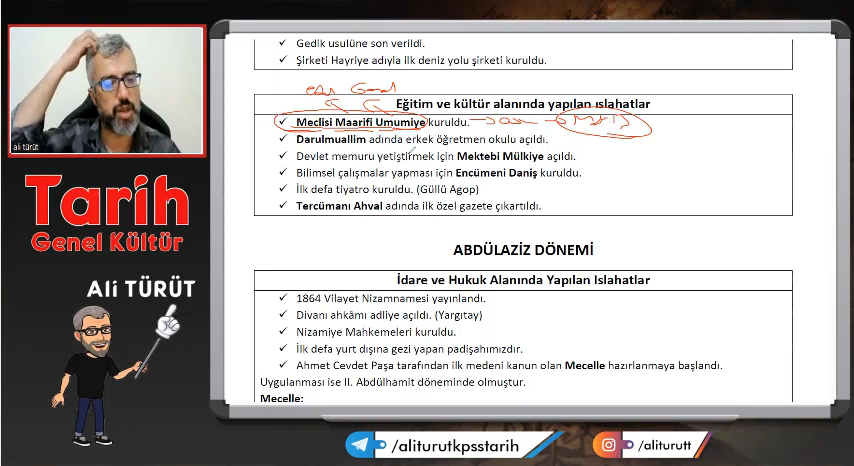 Gedik usulüne son verildi.
Şirketi Hayriye adıyla ilk deniz yolu şirketi kuruldu.
Eğitim ve kültür alanında yapılan ıslahatlar
Meclisi Maarifi Umumiye kuruldu.
Darulmuallim adında erkek öğretmen okulu açıldı.
Devlet memuru yetiştirmek için Mektebi Mülkiye açıldı.
Bilimsel çalışmalar yapması için Encümeni Daniş kuruldu.
İlk defa tiyatro kuruldu. (Güllü Agop)
Tercümanı Ahval adında ilk özel gazete çıkartıldı.
ABDÜLAZİZ DÖNEMİ
İdare ve Hukuk Alanında Yapılan Islahatlar
1864 Vilayet Nizamnamesi yayınlandı.
Divanı ahkâmı adliye açıldı. (Yargıtay)
Nizamiye Mahkemeleri kuruldu.
İlk defa yurt dışına gezi yapan padişahımızdır.
Ahmet Cevdet Paşa tarafından ilk medeni kanun olan Mecelle hazırlanmaya başlandı.
Uygulanması ise II. Abdülhamit döneminde olmuştur.
Mecelle:
ali türüt
Tarih
Genel Kültür
Ali TÜRÜT
/aliturutkpsstarih
/aliturutt